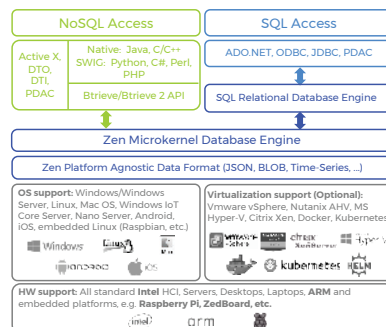 NoSQL Access
SQL Access
Active X,
DTO,
DTI,
PDAC
Native: Java, C/C++
SWIG: Python, C#, Perl,
PHP
Btrieve/Btrieve 2 API
ADO.NET, ODBC, JDBC, PDAC
SQL Relational Database Engine
Zen Microkernel Database Engine
Zen Platform Agnostic Data Format (JSON, BLOB, Time-Series, ...)
OS support: Windows/Windows
Server, Linux, Mac OS, Windows IoT
Core Server, Nano Server, Android,
iOS, embedded Linux (Raspbian, etc.)
Windows
Linux
Mac
android
iOS
Virtualization support (Optional):
Vmware vSphere, Nutanix AHV, MS
Hyper-V, Citrix Xen, Docker, Kubernetes
vmware
CITRIX
Hyper-V
kubernetes
HELM
HW support: All standard Intel HCI, Servers, Desktops, Laptops, ARM and
embedded platforms, e.g. Raspberry Pi, ZedBoard, etc.
intel
arm